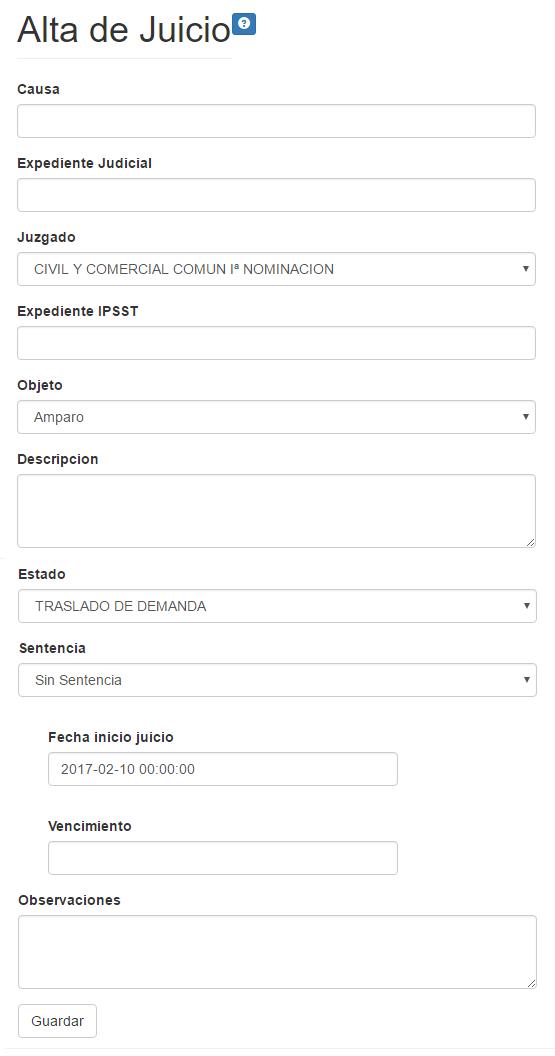 Alta de Juicio
Causa
Expediente Judicial
Juzgado
CIVIL Y COMERCIAL COMUN Iª NOMINACION
Expediente IPSST
Objeto
Amparo
Descripcion
Estado
TRASLADO DE DEMANDA
Sentencia
Sin Sentencia
Fecha inicio juicio
2017-02-10 00:00:00
Vencimiento
Observaciones
Guardar